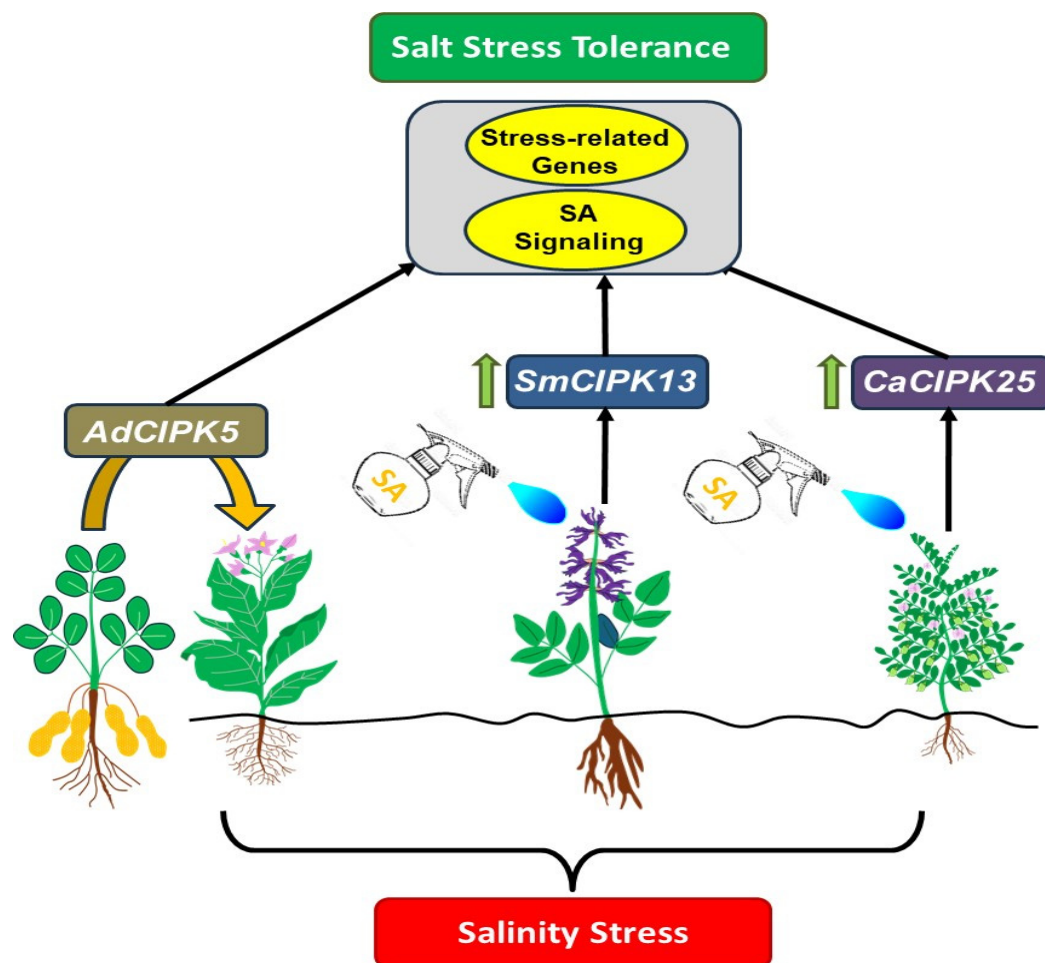 Salt Stress Tolerance
Stress-related
Genes
SA
Signaling
SmCIPK13
CaCIPK25
AdCIPK5
SA
SA
Salinity Stress